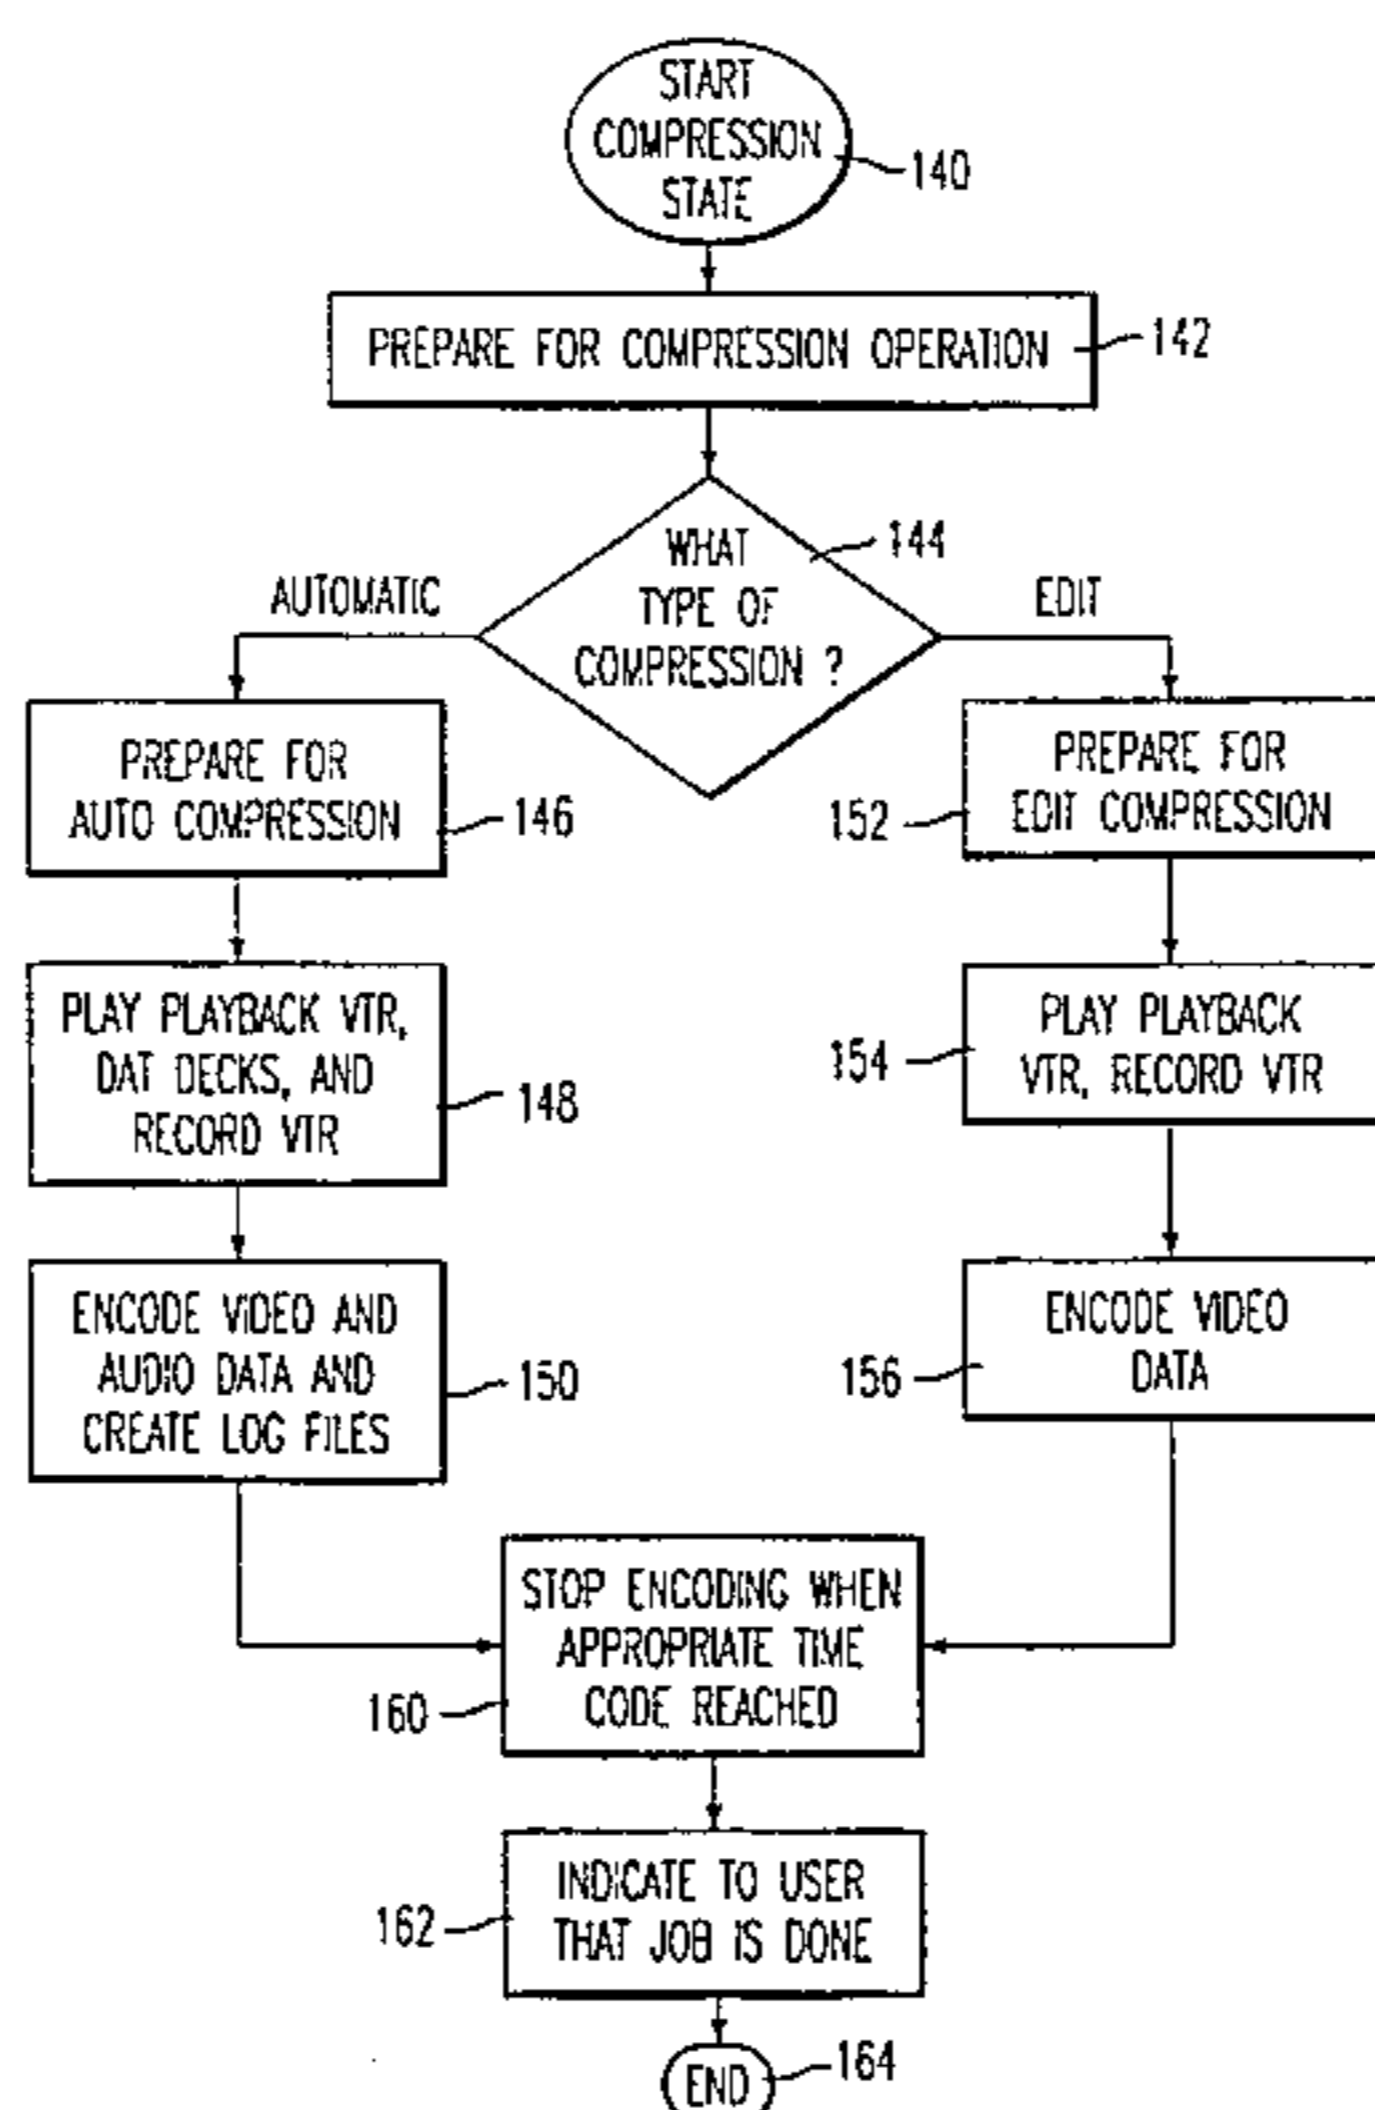 START
COMPRESSION
STATE
140
PREPARE FOR COMPRESSION OPERATION
142
WHAT
TYPE OF
COMPRESSION ?
144
AUTOMATIC
EDIT
PREPARE FOR
AUTO COMPRESSION
146
152
PREPARE FOR
EDIT COMPRESSION
PLAY PLAYBACK VTR,
DAT DECKS, AND
RECORD VTR
148
154
PLAY PLAYBACK
VTR, RECORD VTR
ENCODE VIDEO AND
AUDIO DATA AND
CREATE LOG FILES
150
156
ENCODE VIDEO
DATA
STOP ENCODING WHEN
APPROPRIATE TIME
CODE REACHED
160
INDICATE TO USER
THAT JOB IS DONE
162
END
164